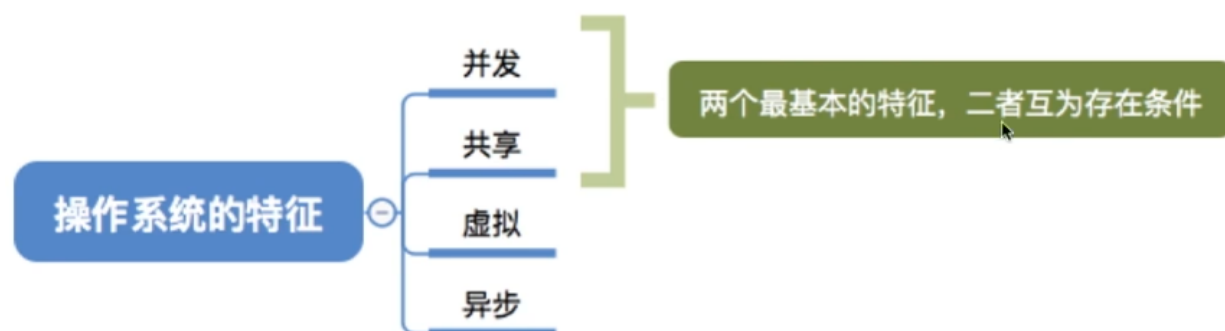 操作系统的特征
并发
共享
虚拟
异步
两个最基本的特征，二者互为存在条件